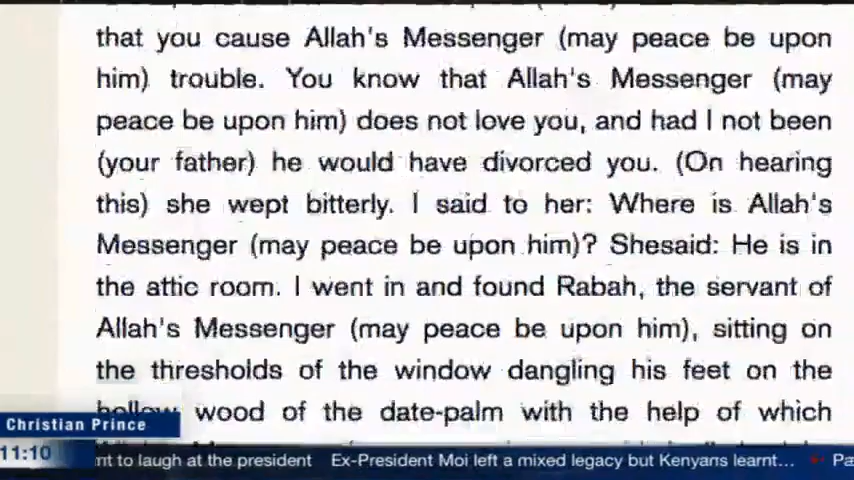 that you cause Allah's Messenger (may peace be upon
him) trouble. You know that Allah's Messenger (may
peace be upon him) does not love you, and had I not been
(your father) he would have divorced you. (On hearing
this) she wept bitterly. I said to her: Where is Allah's
Messenger (may peace be upon him)? Shesaid: He is in
the attic room. I went in and found Rabah, the servant of
Allah's Messenger (may peace be upon him), sitting on
the thresholds of the window dangling his feet on the
hollow wood of the date-palm with the help of which
Christian Prince
11:10
nt to laugh at the president Ex-President Moi left a mixed legacy but Kenyans learnt... Pa